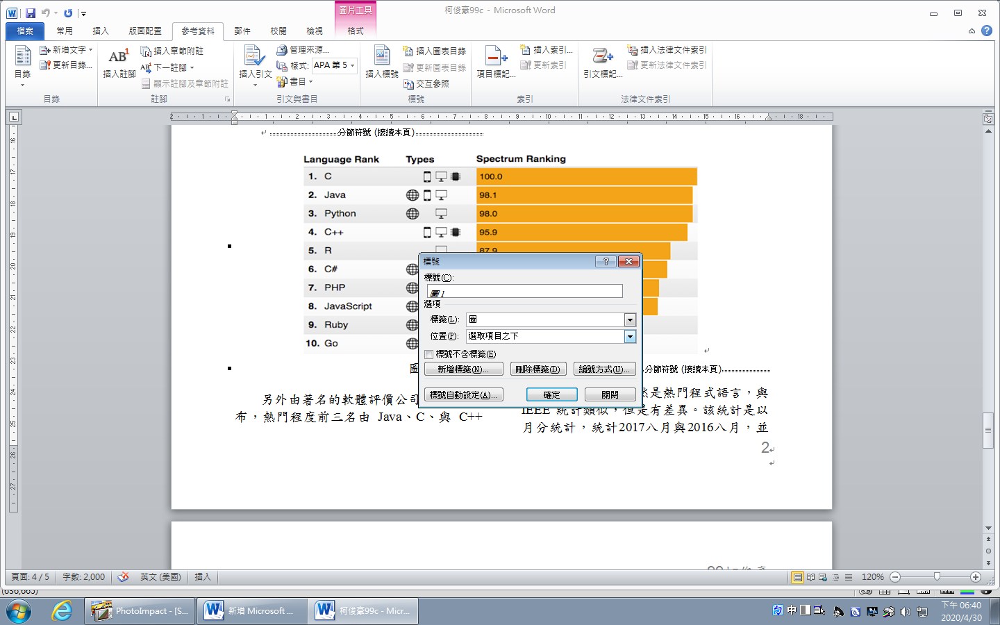 柯俊豪99c - Microsoft Word
圖片工具
檔案 常用 插入 版面配置 參考資料 郵件 校閱 檢視 格式
目錄
新增文字
更新目錄...
目錄
AB1
插入註腳
插入章節附註
下一註腳
顯示註腳及章節附註
註腳
插入引文
管理來源...
樣式: APA 第 5
書目
引文與書目
插入標號
插入圖表目錄
更新圖表目錄
交互參照
標號
項目標記...
插入索引...
更新索引
索引
引文標記...
插入法律文件索引
更新法律文件索引
法律文件索引
分節符號 (接續本頁)
Language Rank Types Spectrum Ranking
1. C 100.0
2. Java 98.1
3. Python 98.0
4. C++ 95.9
5. R 87.9
6. C#
7. PHP
8. JavaScript
9. Ruby
10. Go
標號
標號(C):
圖 1
選項
標籤(L): 圖
位置(P): 選取項目之下
標號不含標籤(E)
新增標籤(N)... 刪除標籤(D) 編號方式(U)...
標號自動設定(A)... 確定 關閉
圖
分節符號 (接續本頁)
另外由著名的軟體評價公司
布，熱門程度前三名由 Java、C、與 C++
然是熱門程式語言，與
IEEE 統計類似，但是有差異。該統計是以
月分統計，統計2017八月與2016八月，並
2
頁面: 4 / 5 字數: 2,000 英文 (美國) 插入 120%
PhotoImpact - [S...
新增 Microsoft ...
柯俊豪99c - Micr...
中
下午 06:40
2020/4/30